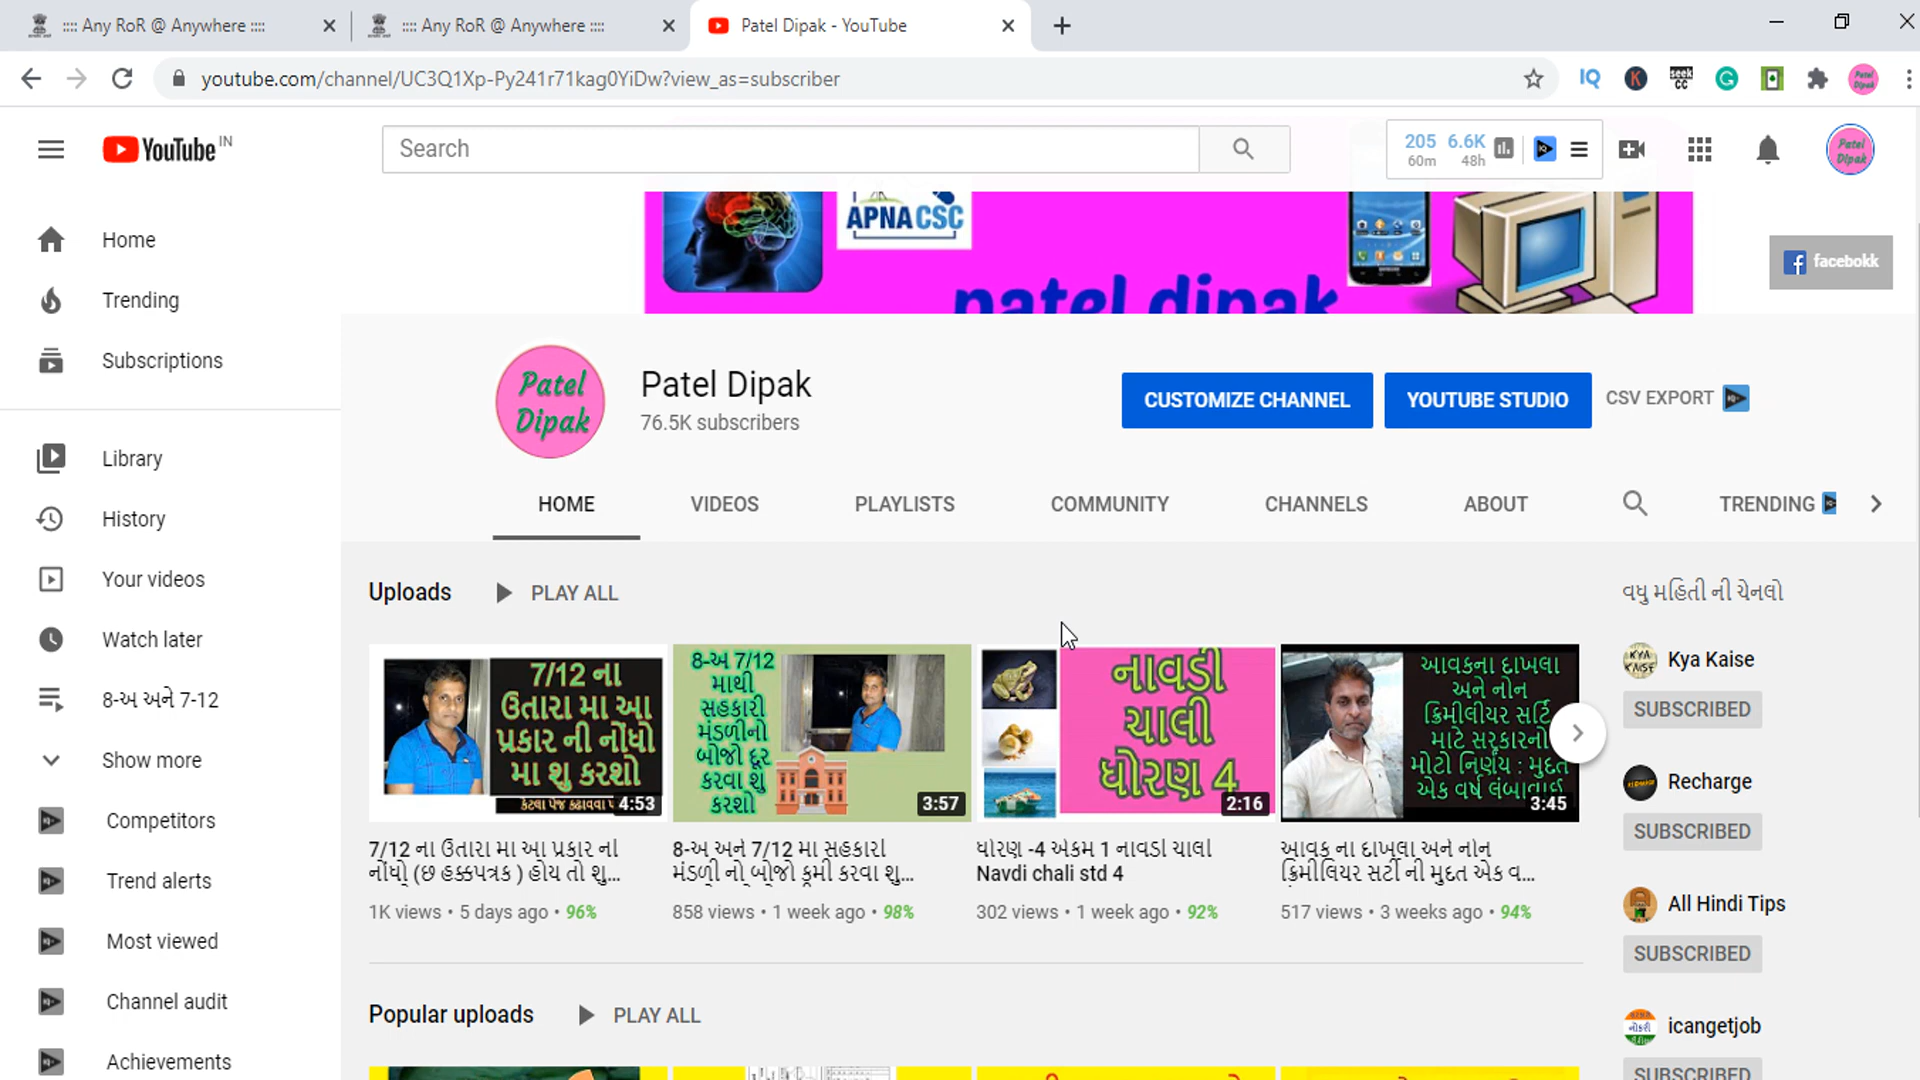 :::: Any RoR @ Anywhere ::::
:::: Any RoR @ Anywhere ::::
Patel Dipak - YouTube
youtube.com/channel/UC3Q1Xp-Py241r71kag0YiDw?view_as=subscriber
YouTube IN
Search
205 6.6K
60m 48h
Patel Dipak
APNA CSC
patel dipak
facebokk
Home
Trending
Subscriptions
Library
History
Your videos
Watch later
8-અ અને 7-12
Show more
Competitors
Trend alerts
Most viewed
Channel audit
Achievements
Patel
Dipak
Patel Dipak
76.5K subscribers
CUSTOMIZE CHANNEL
YOUTUBE STUDIO
CSV EXPORT
HOME
VIDEOS
PLAYLISTS
COMMUNITY
CHANNELS
ABOUT
TRENDING
Uploads
PLAY ALL
7/12 ના
ઉતારા મા આ
પ્રકાર ની નોંધો
મા શુ કરશો
કેટલા પેજ કઢાવવા
4:53
8-અ 7/12
માથી
સહકારી
મંડળીનો
બોજો દૂર
કરવા શુ
કરશો
3:57
નાવડી
ચાલી
ધોરણ 4
2:16
આવકના દાખલા
અને નોન
ક્રિમીલીયર સર્ટિ
માટે સરકારનો
મોટો નિર્ણય : મુદત
એક વર્ષ લંબાવાઈ
3:45
7/12 ના ઉતારા મા આ પ્રકાર ની
નોંધો (છ હક્કપત્રક ) હોય તો શુ...
1K views • 5 days ago • 96%
8-અ અને 7/12 મા સહકારી
મંડળી નો બોજો કમી કરવા શુ...
858 views • 1 week ago • 98%
ધોરણ -4 એકમ 1 નાવડી ચાલી
Navdi chali std 4
302 views • 1 week ago • 92%
આવક ના દાખલા અને નોન
ક્રિમીલિયર સર્ટી ની મુદત એક વ...
517 views • 3 weeks ago • 94%
Popular uploads
PLAY ALL
વધુ મહિતી ની ચેનલો
Kya Kaise
SUBSCRIBED
Recharge
SUBSCRIBED
All Hindi Tips
SUBSCRIBED
icangetjob
SUBSCRIBED